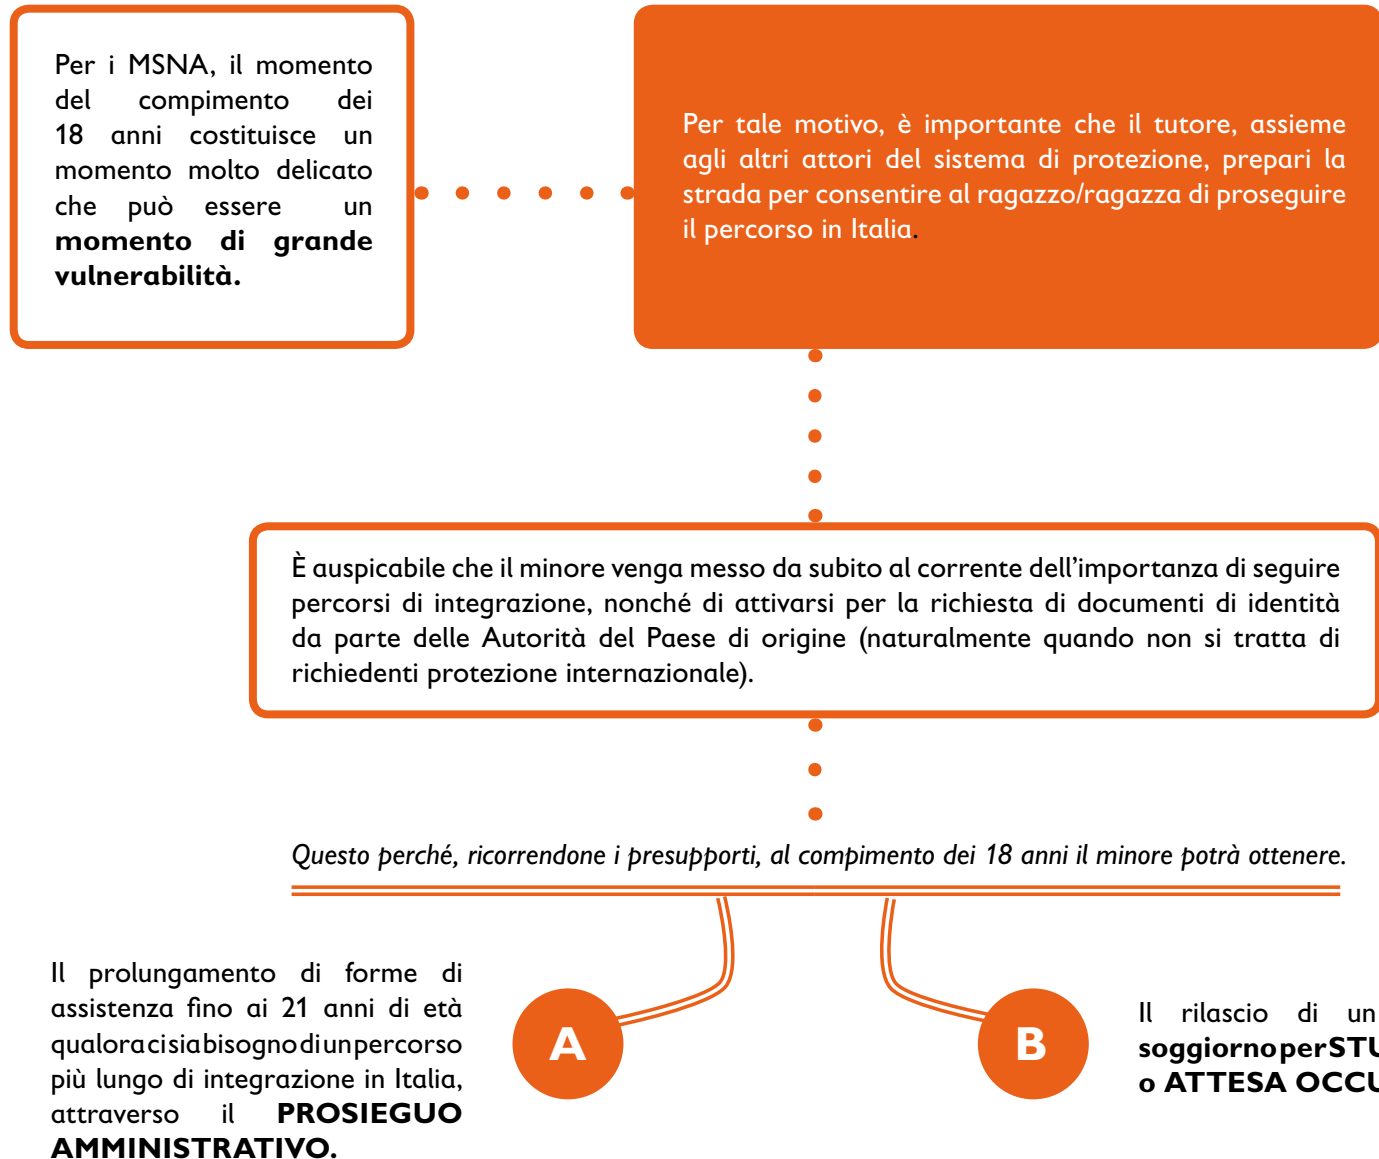 Per i MSNA, il momento
del compimento dei
18 anni costituisce un
momento molto delicato
che può essere un
momento di grande
vulnerabilità.
Per tale motivo, è importante che il tutore, assieme
agli altri attori del sistema di protezione, prepari la
strada per consentire al ragazzo/ragazza di proseguire
il percorso in Italia.
È auspicabile che il minore venga messo da subito al corrente dell’importanza di seguire
percorsi di integrazione, nonché di attivarsi per la richiesta di documenti di identità
da parte delle Autorità del Paese di origine (naturalmente quando non si tratta di
richiedenti protezione internazionale).
Questo perché, ricorrendone i presupporti, al compimento dei 18 anni il minore potrà ottenere.
Il prolungamento di forme di
assistenza fino ai 21 anni di età
qualora ci sia bisogno di un percorso
più lungo di integrazione in Italia,
attraverso il PROSIEGUO
AMMINISTRATIVO.
A
B
Il rilascio di un
soggiorno per
o ATTESA